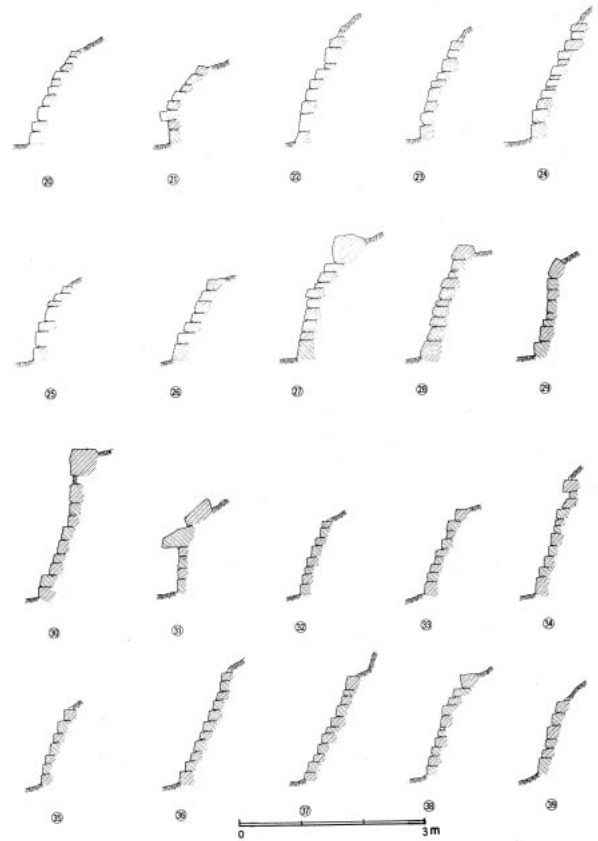 ⑳ ㉑ ㉒ ㉓ ㉔
㉕ ㉖ ㉗ ㉘ ㉙
㉚ ㉛ ㉜ ㉝ ㉞
㉟ ㊱ ㊲ ㊳ ㊴
0 3 m